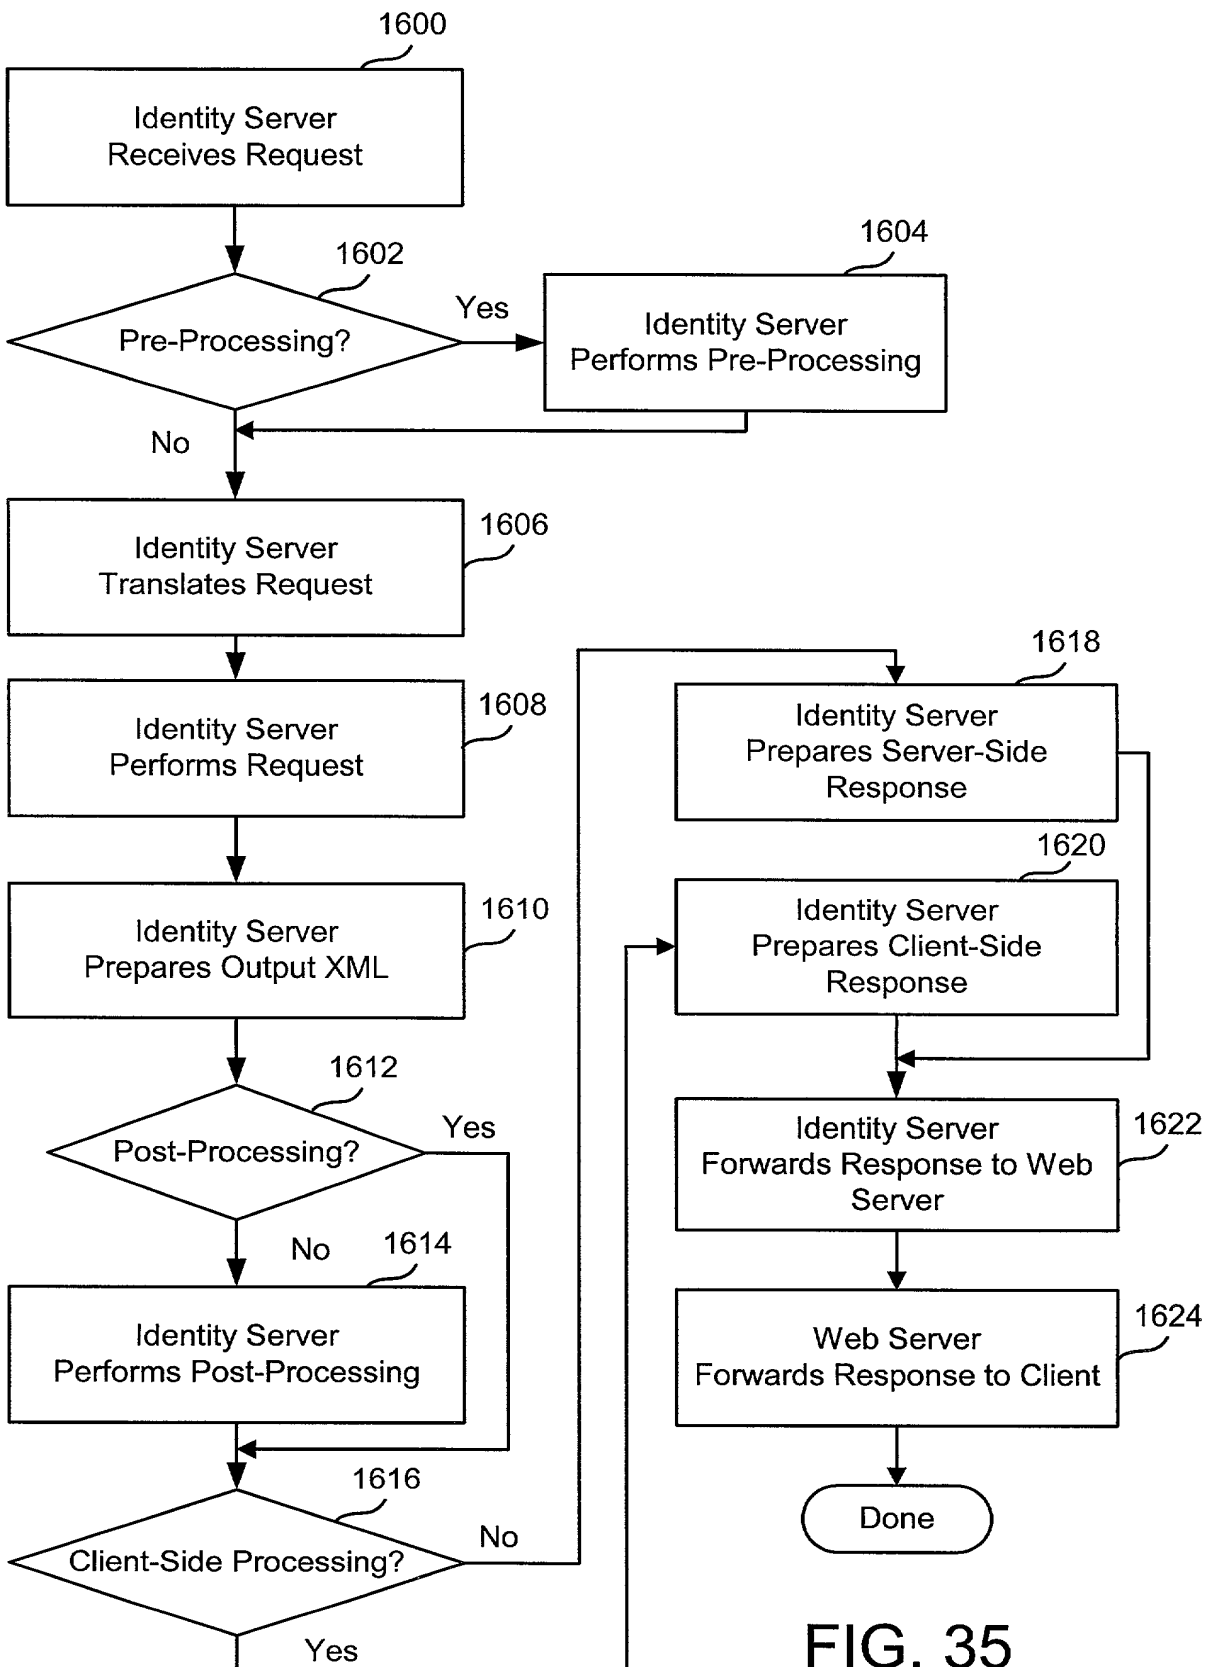 1600
Identity Server
Receives Request
1602
Pre-Processing?
Yes
1604
Identity Server
Performs Pre-Processing
No
1606
Identity Server
Translates Request
1608
Identity Server
Performs Request
1610
Identity Server
Prepares Output XML
1612
Post-Processing?
Yes
No
1614
Identity Server
Performs Post-Processing
1616
Client-Side Processing?
No
Yes
1618
Identity Server
Prepares Server-Side
Response
1620
Identity Server
Prepares Client-Side
Response
1622
Identity Server
Forwards Response to Web
Server
1624
Web Server
Forwards Response to Client
Done
FIG. 35